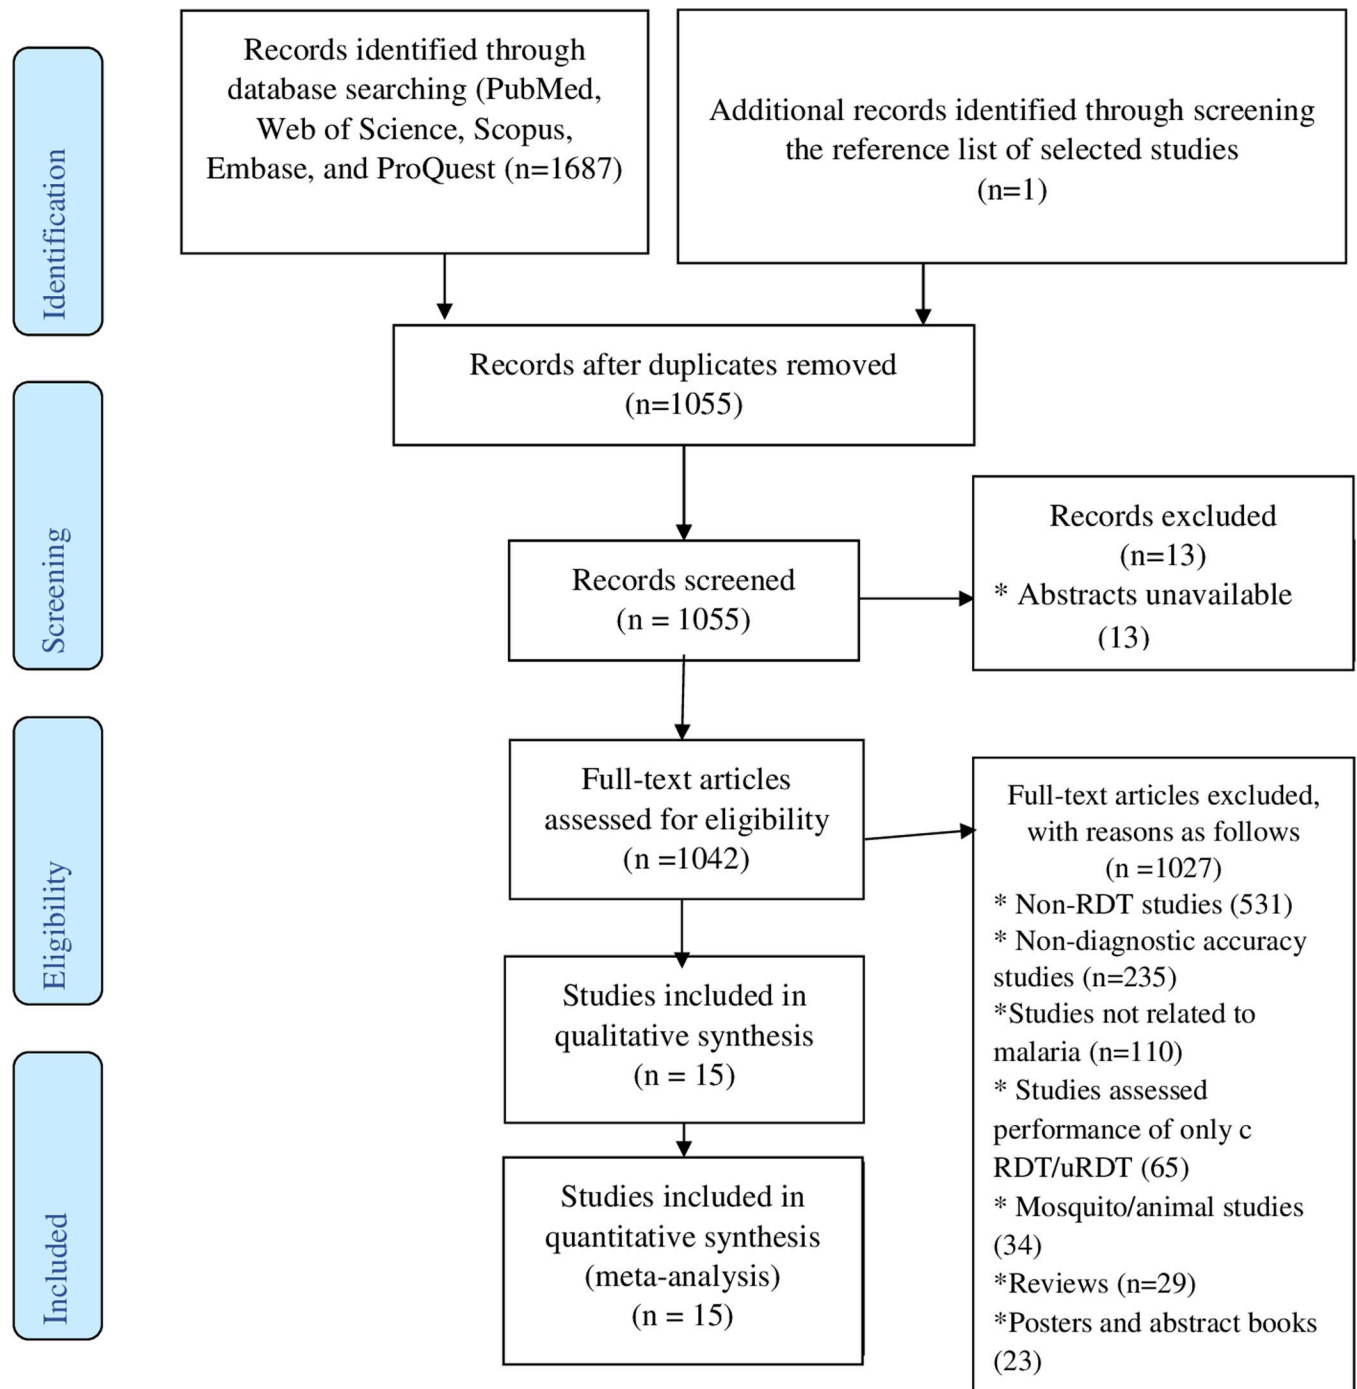 Identification
Records identified through
database searching (PubMed,
Web of Science, Scopus,
Embase, and ProQuest (n=1687)
Additional records identified through screening
the reference list of selected studies
(n=1)
Records after duplicates removed
(n=1055)
Screening
Records screened
(n = 1055)
Records excluded
(n=13)
* Abstracts unavailable
(13)
Eligibility
Full-text articles
assessed for eligibility
(n =1042)
Full-text articles excluded,
with reasons as follows
(n =1027)
* Non-RDT studies (531)
* Non-diagnostic accuracy
studies (n=235)
*Studies not related to
malaria (n=110)
* Studies assessed
performance of only c
RDT/uRDT (65)
* Mosquito/animal studies
(34)
*Reviews (n=29)
*Posters and abstract books
(23)
Studies included in
qualitative synthesis
(n = 15)
Included
Studies included in
quantitative synthesis
(meta-analysis)
(n = 15)